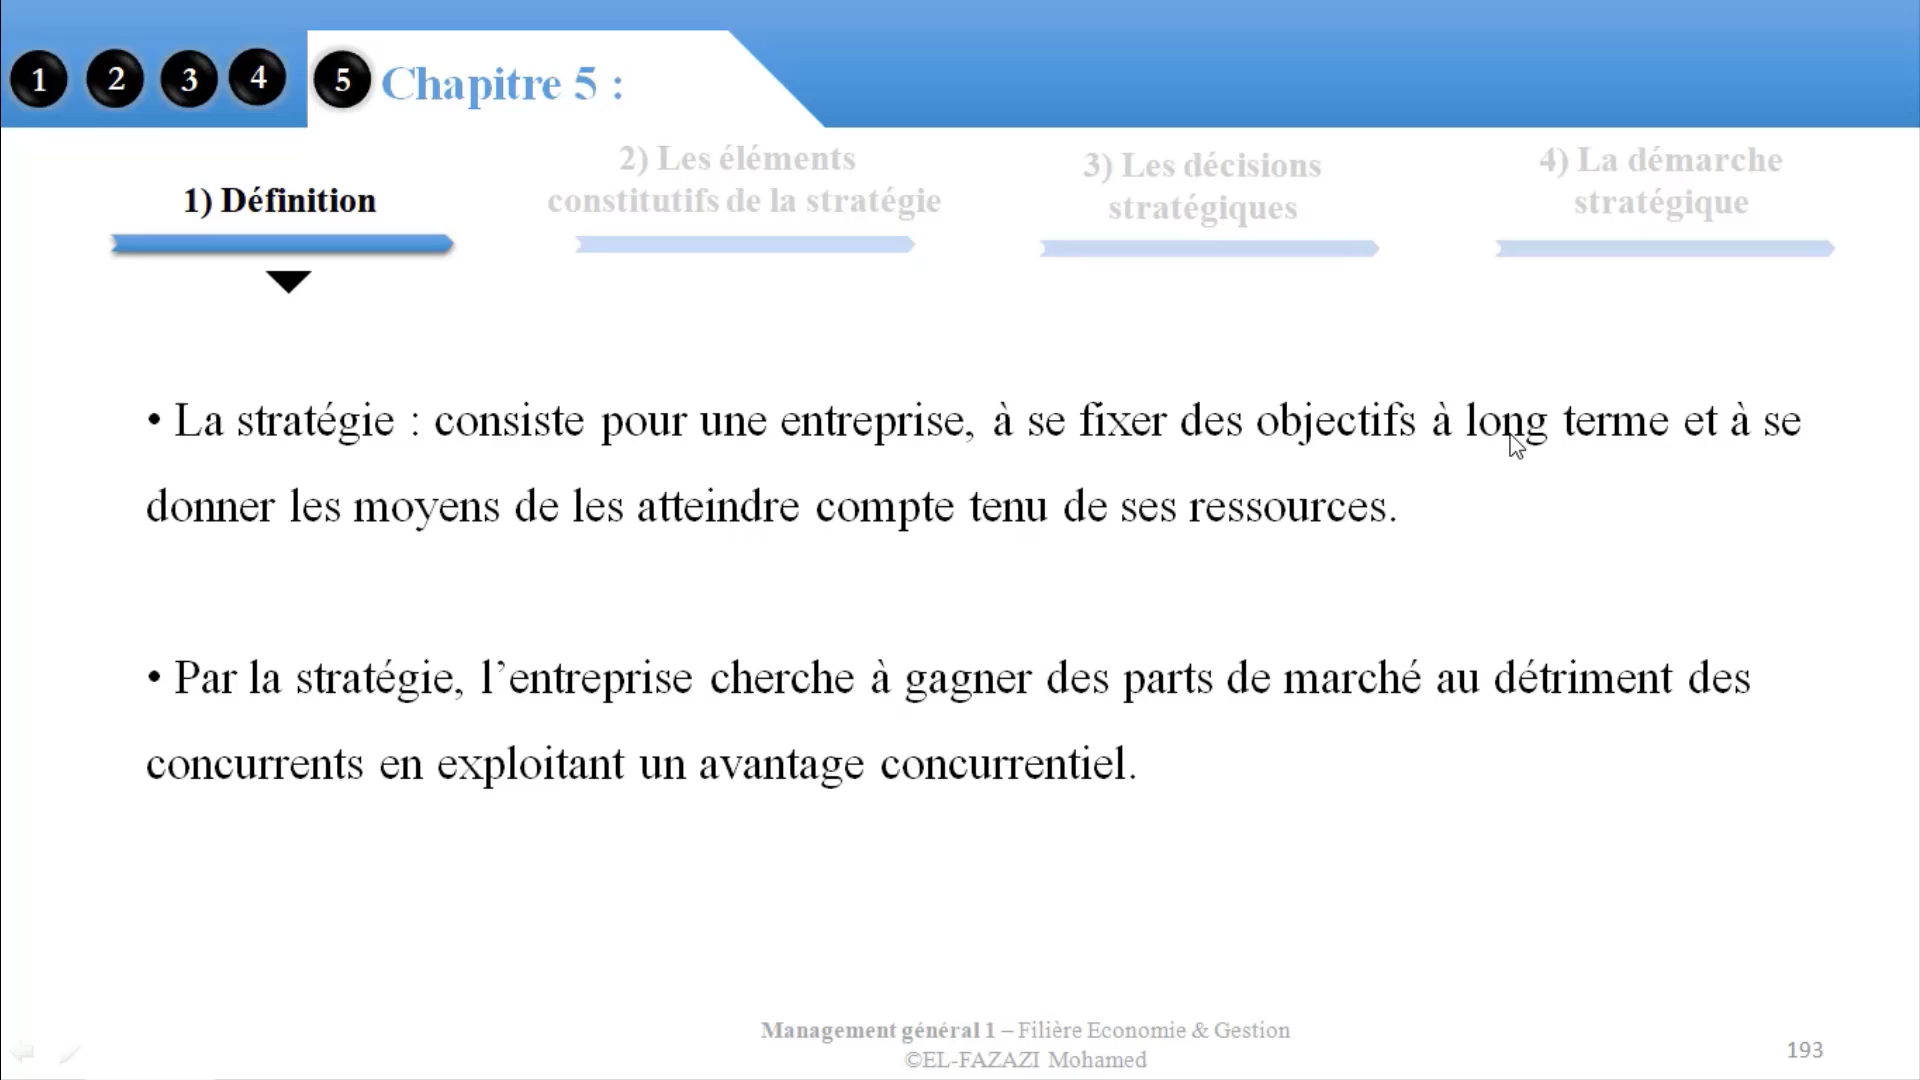 1 2 3 4 5 Chapitre 5 :
1) Définition
2) Les éléments
constitutifs de la stratégie
3) Les décisions
stratégiques
4) La démarche
stratégique
• La stratégie : consiste pour une entreprise, à se fixer des objectifs à long terme et à se
donner les moyens de les atteindre compte tenu de ses ressources.
• Par la stratégie, l’entreprise cherche à gagner des parts de marché au détriment des
concurrents en exploitant un avantage concurrentiel.
Management général 1 – Filière Economie & Gestion
©EL-FAZAZI Mohamed
193